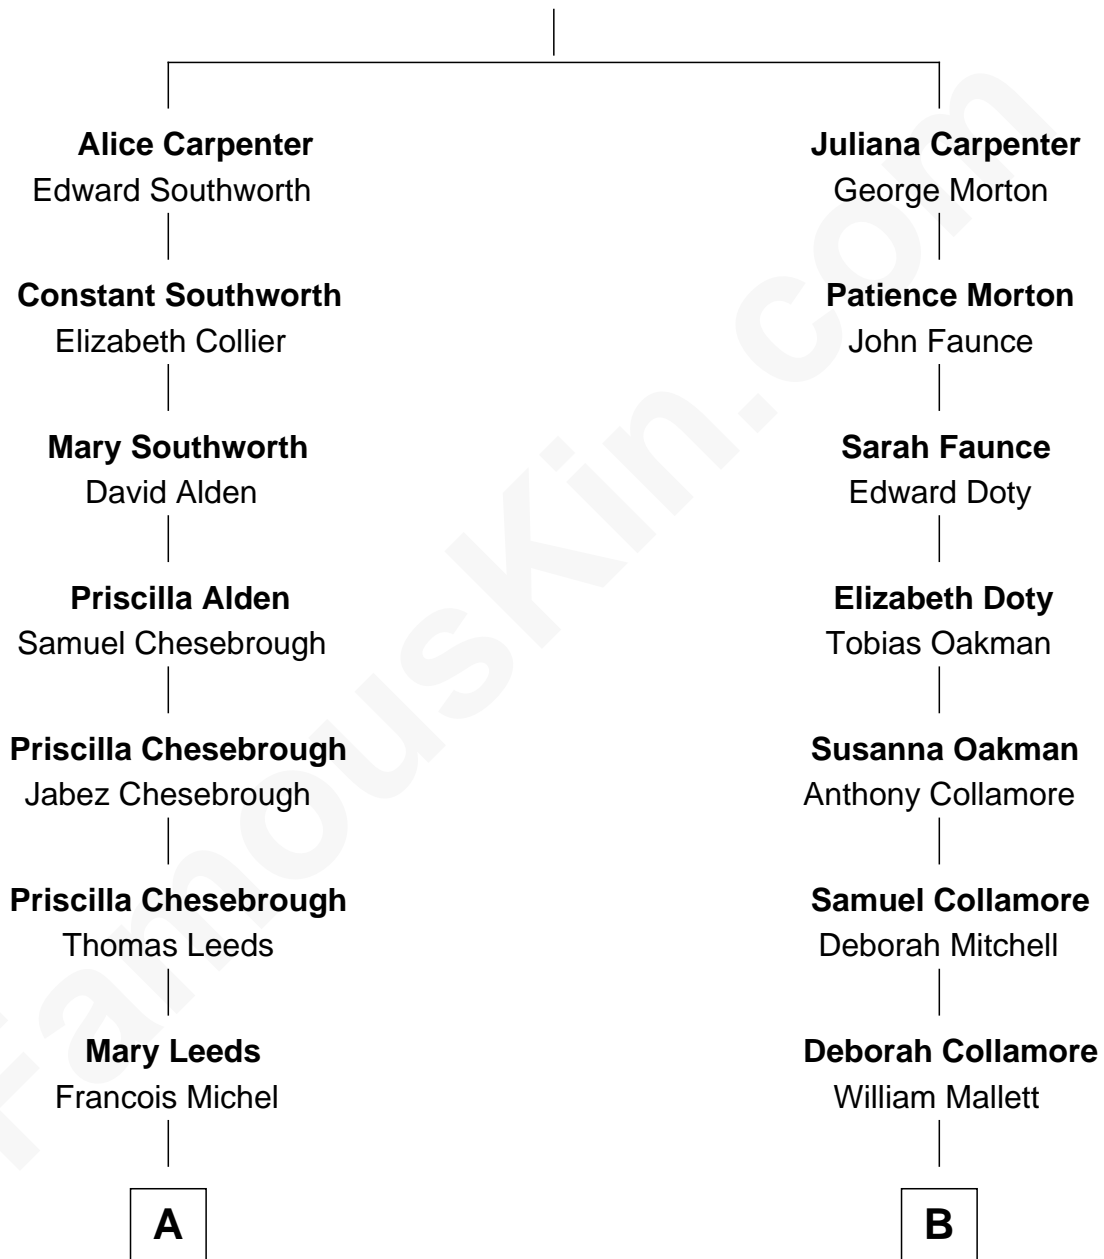 Alice Carpenter
Edward Southworth
Constant Southworth
Elizabeth Collier
Mary Southworth
David Alden
Priscilla Alden
Samuel Chesebrough
Priscilla Chesebrough
Jabez Chesebrough
Priscilla Chesebrough
Thomas Leeds
Mary Leeds
Francois Michel
A
Juliana Carpenter
George Morton
Patience Morton
John Faunce
Sarah Faunce
Edward Doty
Elizabeth Doty
Tobias Oakman
Susanna Oakman
Anthony Collamore
Samuel Collamore
Deborah Mitchell
Deborah Collamore
William Mallett
B
FamousKin.com